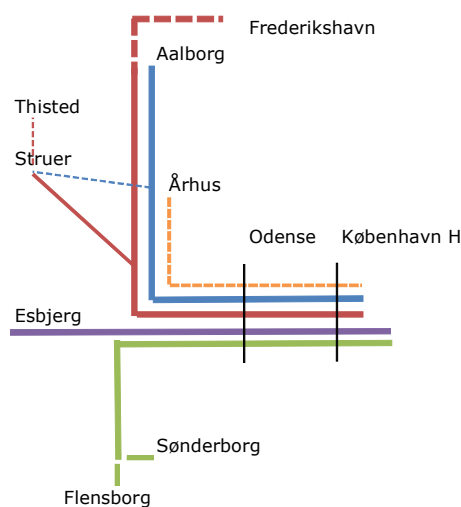 Frederikshavn
Aalborg
Thisted
Struer
Århus
Odense
København H
Esbjerg
Sønderborg
Flensborg